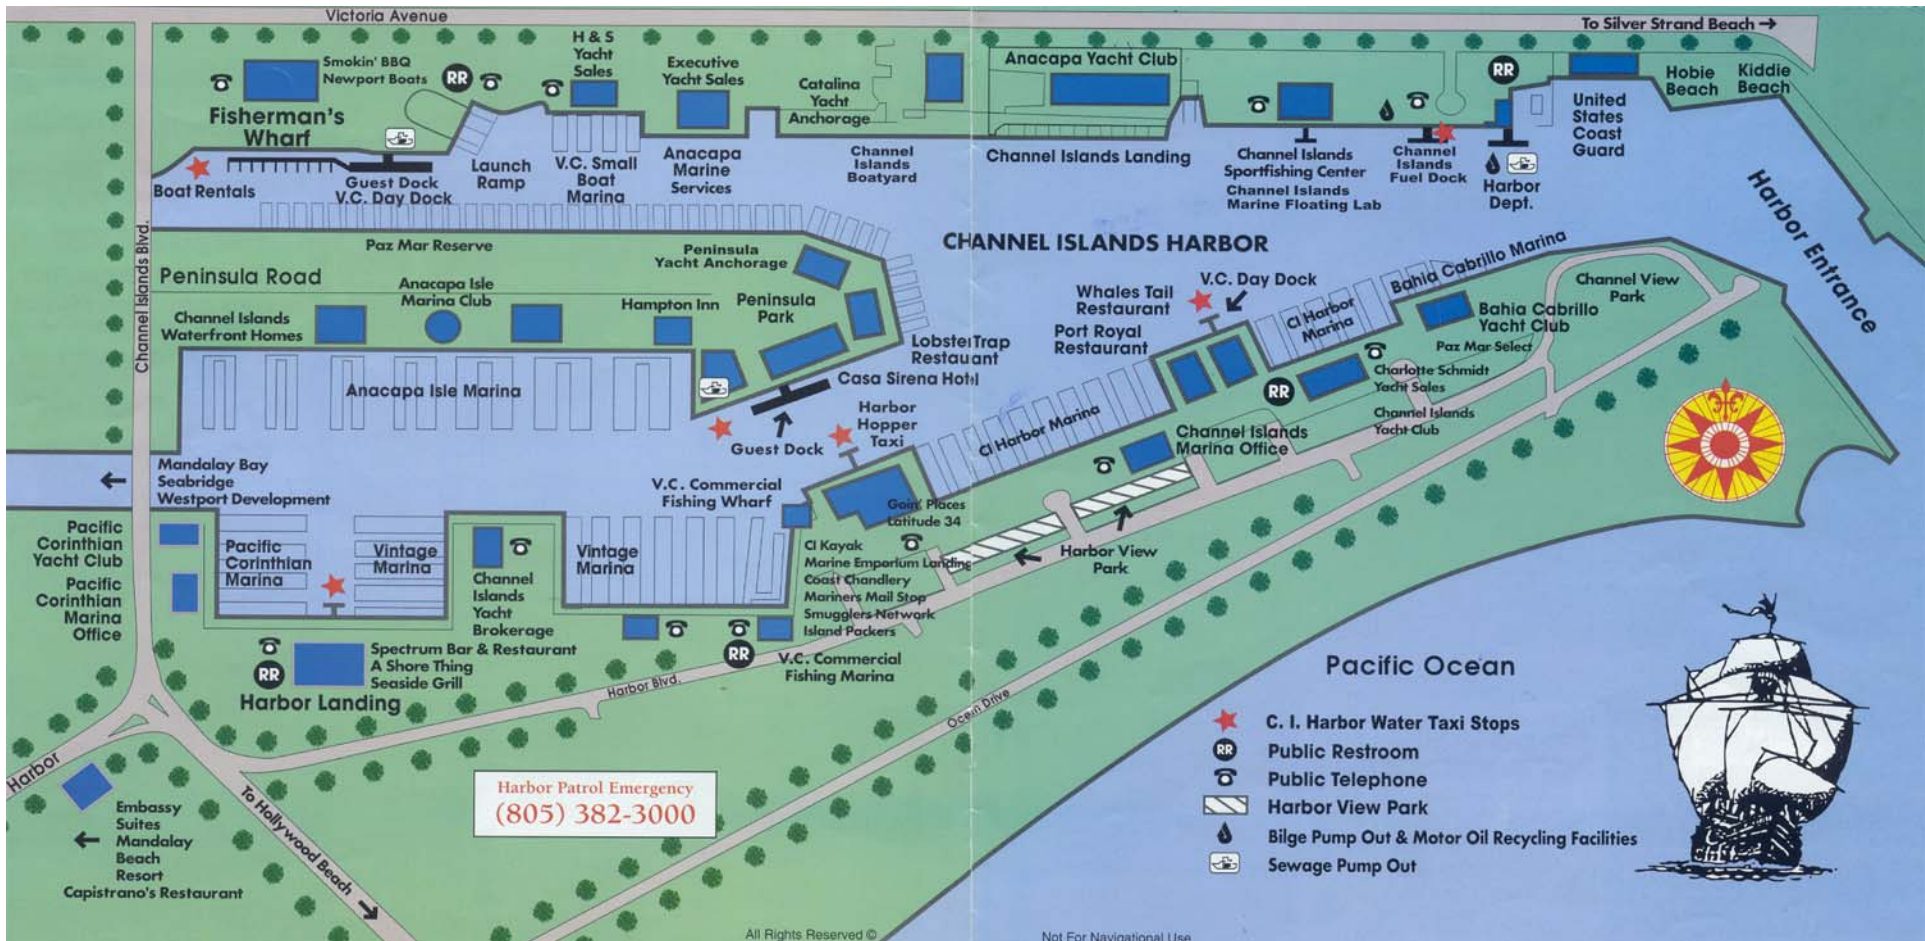 Victoria Avenue
To Silver Strand Beach
H & S
Yacht
Sales
Smokin' BBQ
Newport Boats
RR
Executive
Yacht Sales
Catalina
Yacht
Anchorage
Anacapa Yacht Club
RR
Hobie
Beach
Kiddie
Beach
Fisherman's
Wharf
United
States
Coast
Guard
Boat Rentals
Guest Dock
V.C. Day Dock
Launch
Ramp
V.C. Small
Boat
Marina
Anacapa
Marine
Services
Channel
Islands
Boatyard
Channel Islands Landing
Channel Islands
Sportfishing Center
Channel Islands
Marine Floating Lab
Channel
Islands
Fuel Dock
Harbor
Dept.
Harbor Entrance
Channel Islands Blvd.
Paz Mar Reserve
CHANNEL ISLANDS HARBOR
Peninsula
Yacht Anchorage
Peninsula Road
Anacapa Isle
Marina Club
Hampton Inn
Peninsula
Park
Channel Islands
Waterfront Homes
Whales Tail
Restaurant
V.C. Day Dock
Port Royal
Restaurant
CI Harbor
Marina
Bahia Cabrillo Marina
Channel View
Park
Bahia Cabrillo
Yacht Club
Paz Mar Select
Lobster Trap
Restaurant
Casa Sirena Hotel
Anacapa Isle Marina
RR
Charlotte Schmidt
Yacht Sales
Channel Islands
Yacht Club
Harbor
Hopper
Taxi
Guest Dock
CI Harbor Marina
Channel Islands
Marina Office
Mandalay Bay
Seabridge
Westport Development
V.C. Commercial
Fishing Wharf
Goin' Places
Latitude 34
Pacific
Corinthian
Yacht Club
Pacific
Corinthian
Marina
Vintage
Marina
Vintage
Marina
Channel
Islands
Yacht
Brokerage
CI Kayak
Marine Emporium Landing
Coast Chandlery
Mariners Mail Stop
Smugglers Network
Island Packers
Harbor View
Park
Pacific
Corinthian
Marina
Office
RR
Spectrum Bar & Restaurant
A Shore Thing
Seaside Grill
Harbor Landing
RR
V.C. Commercial
Fishing Marina
Harbor Blvd.
Ocean Drive
Harbor
To Hollywood Beach
Embassy
Suites
Mandalay
Beach
Resort
Capistrano's Restaurant
Harbor Patrol Emergency
(805) 382-3000
Pacific Ocean
C. I. Harbor Water Taxi Stops
RR Public Restroom
Public Telephone
Harbor View Park
Bilge Pump Out & Motor Oil Recycling Facilities
Sewage Pump Out
All Rights Reserved ©
Not For Navigational Use